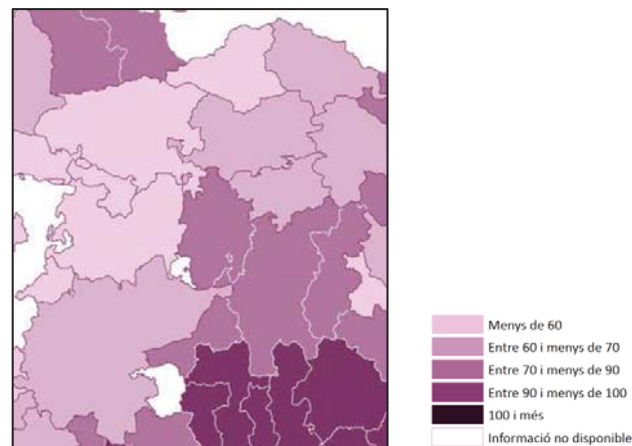 Menys de 60
Entre 60 i menys de 70
Entre 70 i menys de 90
Entre 90 i menys de 100
100 i més
Informació no disponible